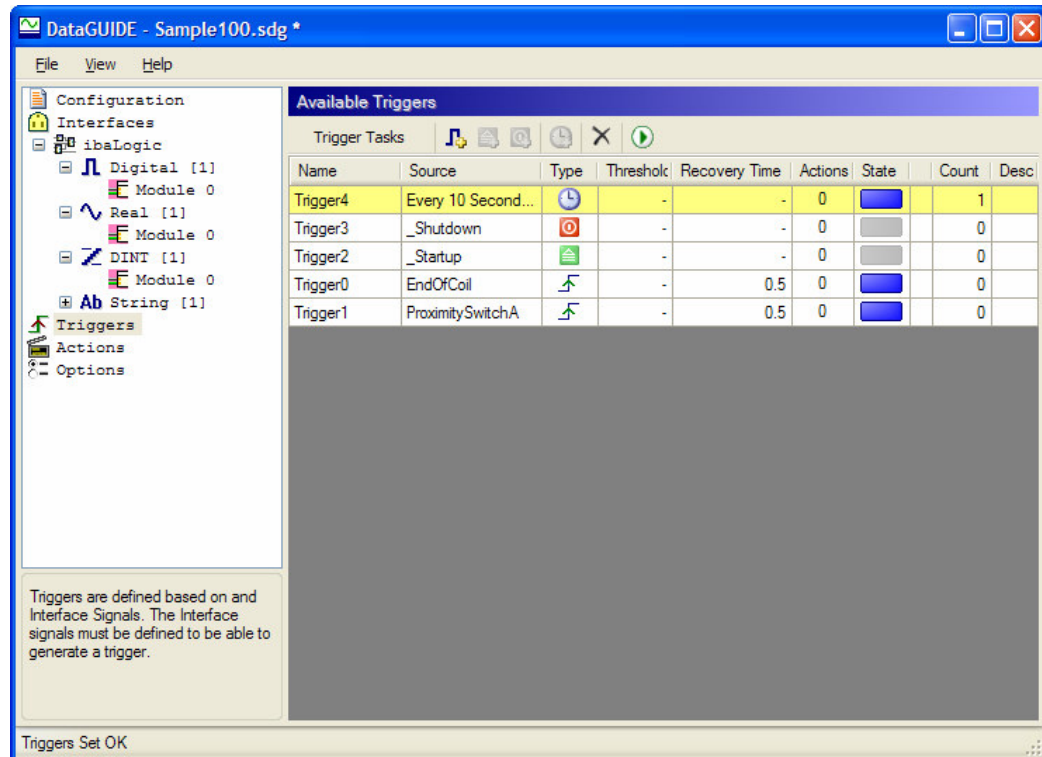 DataGUIDE - Sample100.sdg *
File View Help
Configuration
Interfaces
ibaLogic
Digital [1]
Module 0
Real [1]
Module 0
DINT [1]
Module 0
Ab String [1]
Triggers
Actions
Options
Triggers are defined based on and
Interface Signals. The Interface
signals must be defined to be able to
generate a trigger.
Available Triggers
Trigger Tasks
Name Source Type Threshold Recovery Time Actions State Count Desc
Trigger4 Every 10 Second... - - 0 1
Trigger3 _Shutdown - - 0 0
Trigger2 _Startup - - 0 0
Trigger0 EndOfCoil - 0.5 0 0
Trigger1 ProximitySwitchA - 0.5 0 0
Triggers Set OK